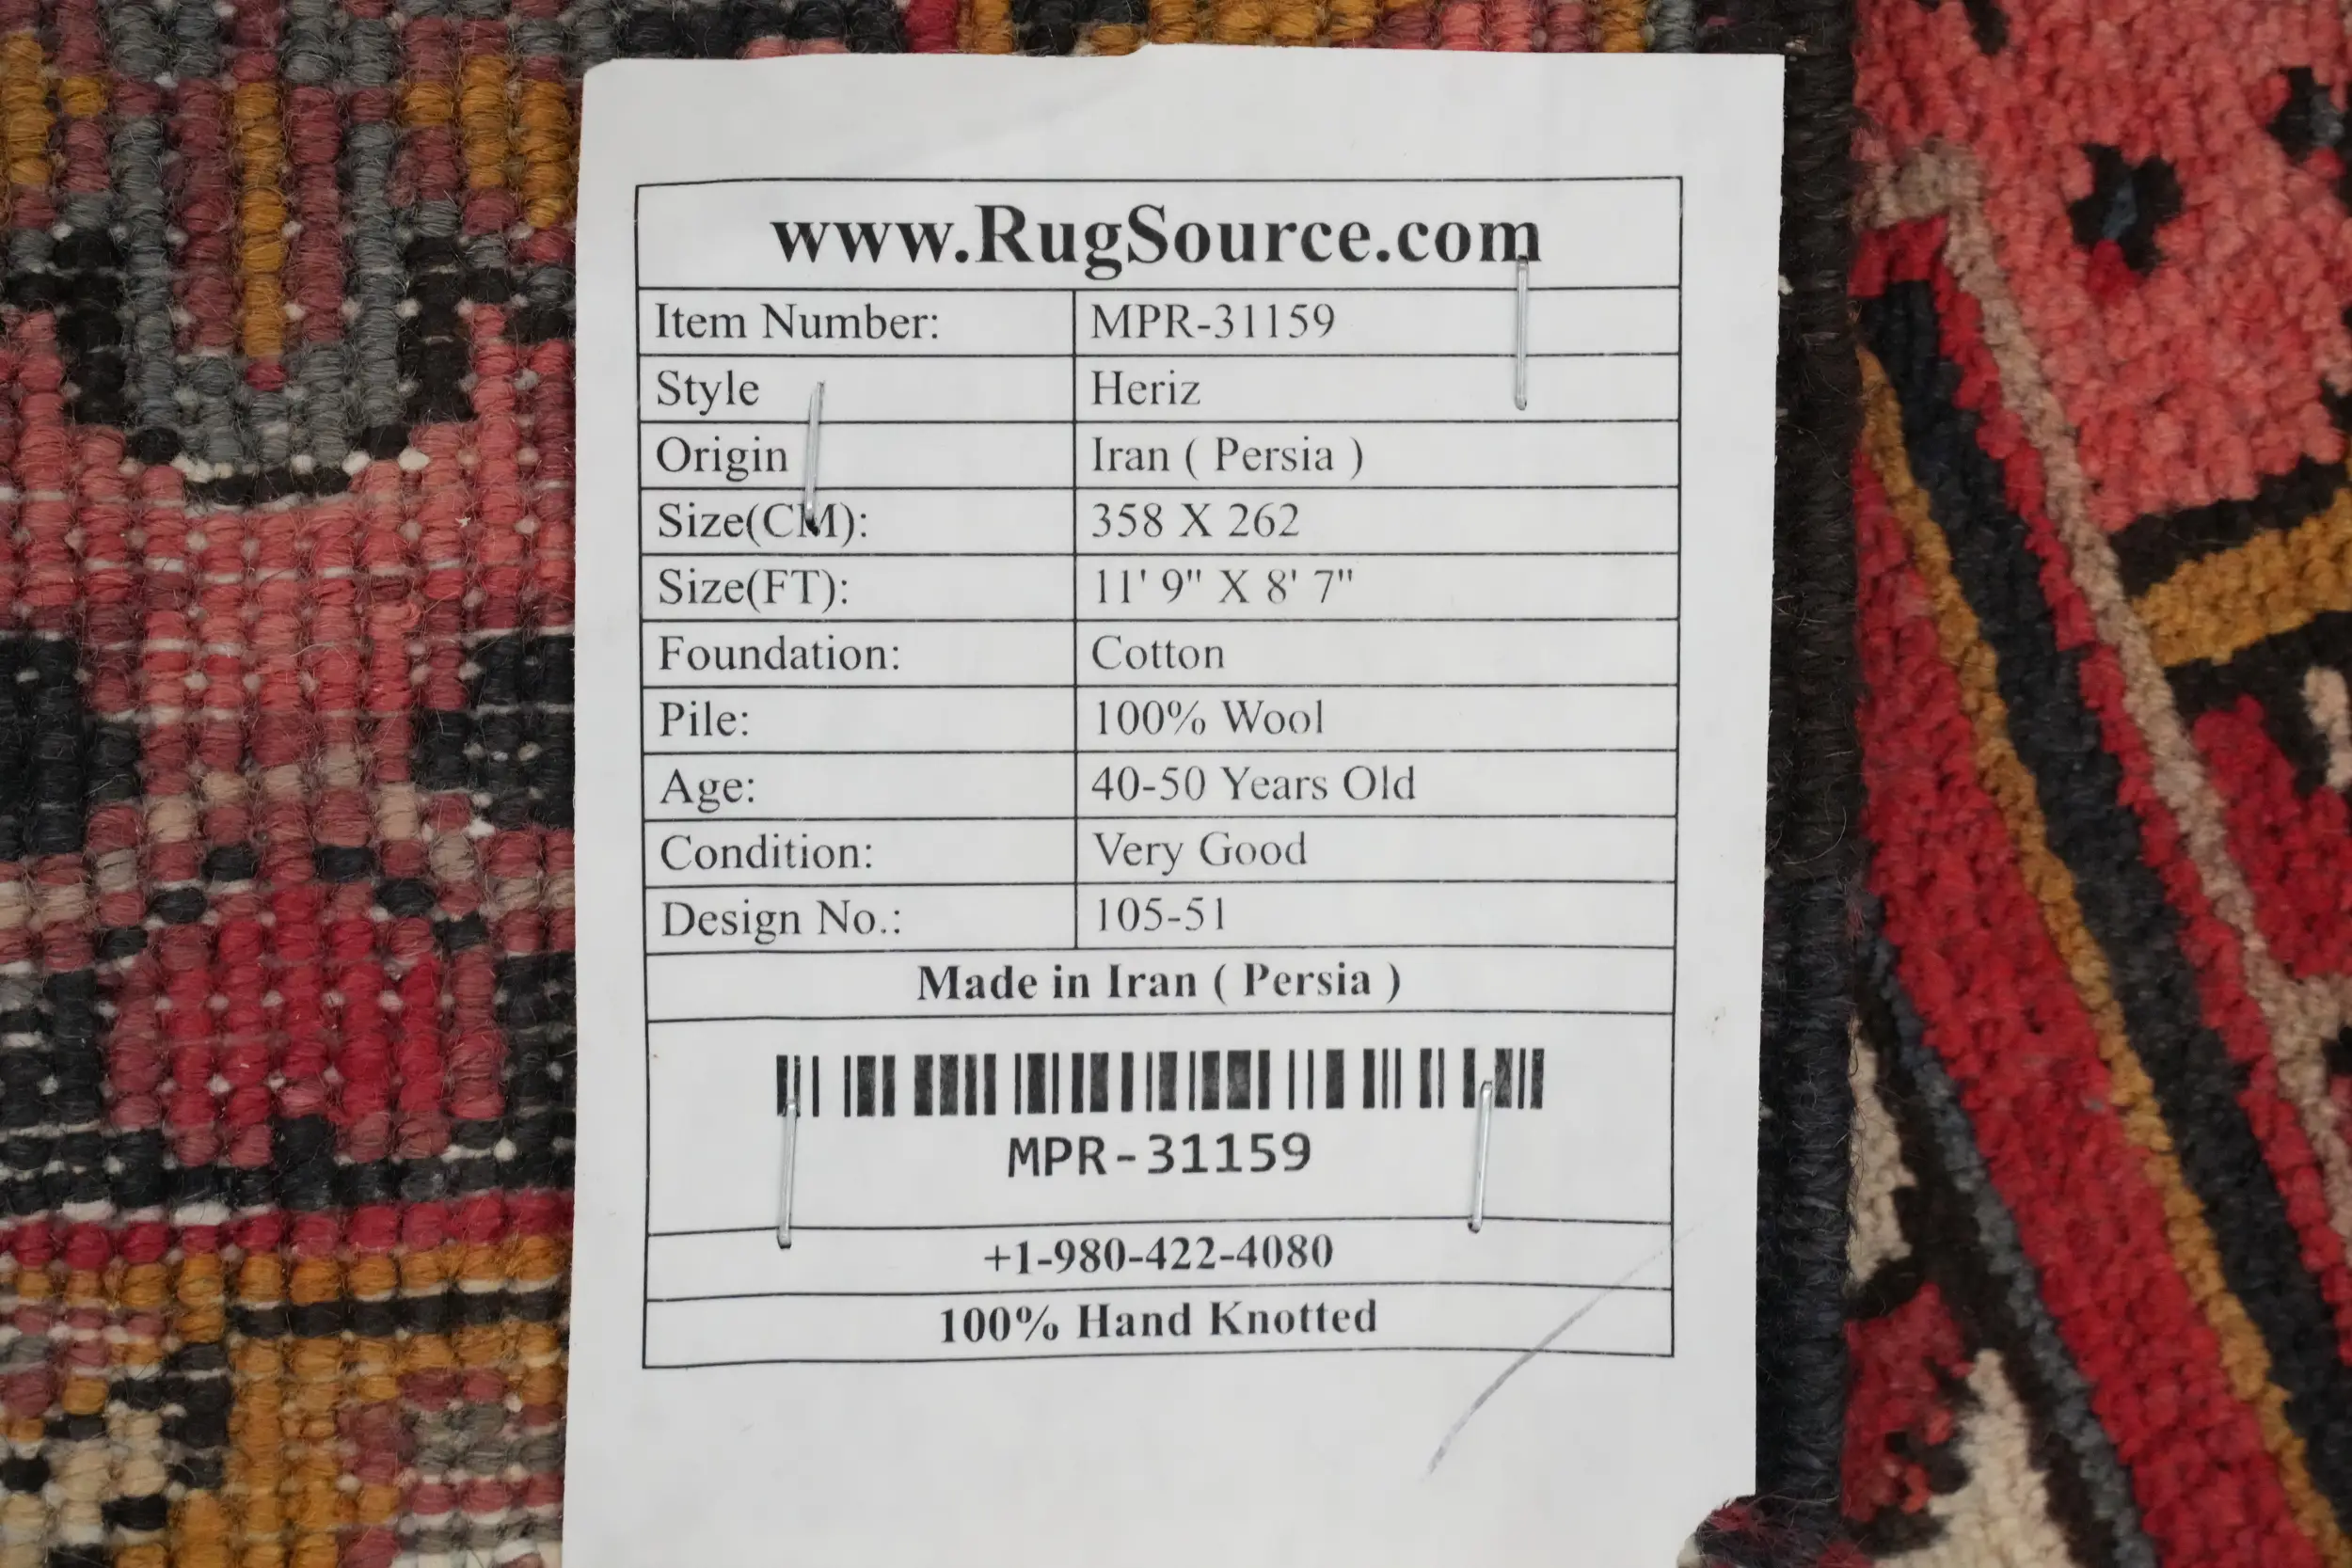 www.RugSource.com
Item Number: MPR-31159
Style Heriz
Origin Iran ( Persia )
Size(CM): 358 X 262
Size(FT): 11' 9" X 8' 7"
Foundation: Cotton
Pile: 100% Wool
Age: 40-50 Years Old
Condition: Very Good
Design No.: 105-51
Made in Iran ( Persia )
MPR-31159
+1-980-422-4080
100% Hand Knotted